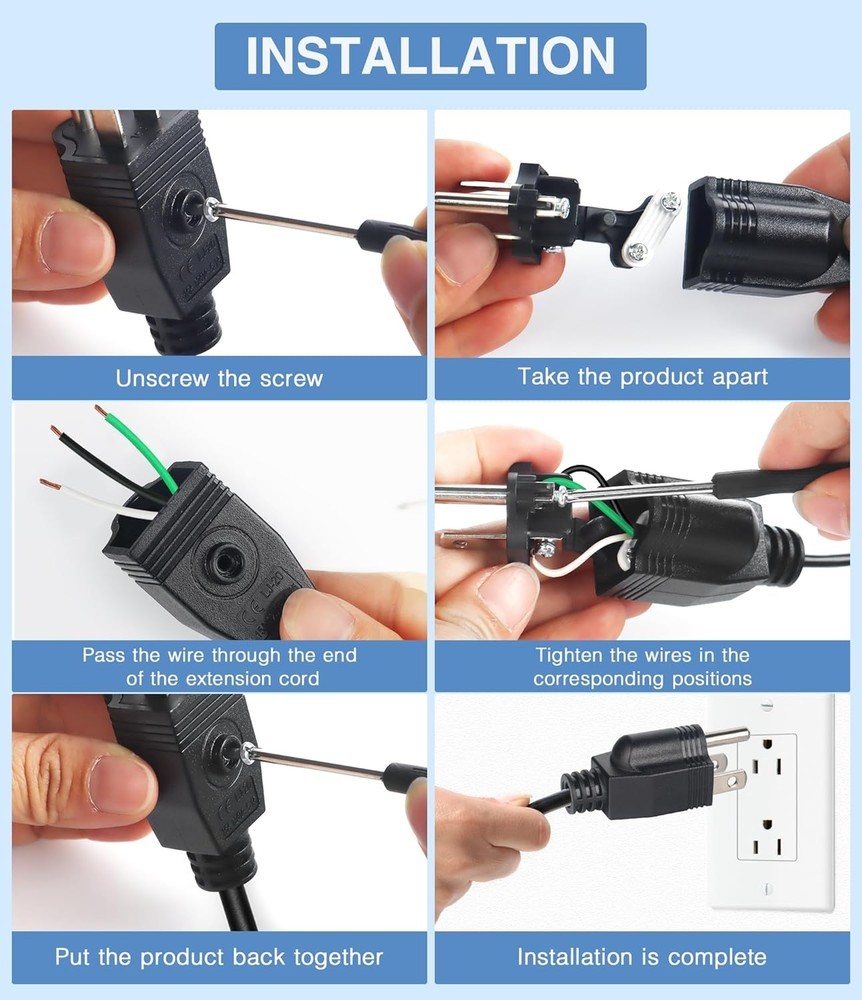 INSTALLATION
Unscrew the screw
Take the product apart
Pass the wire through the end
of the extension cord
Tighten the wires in the
corresponding positions
Put the product back together
Installation is complete